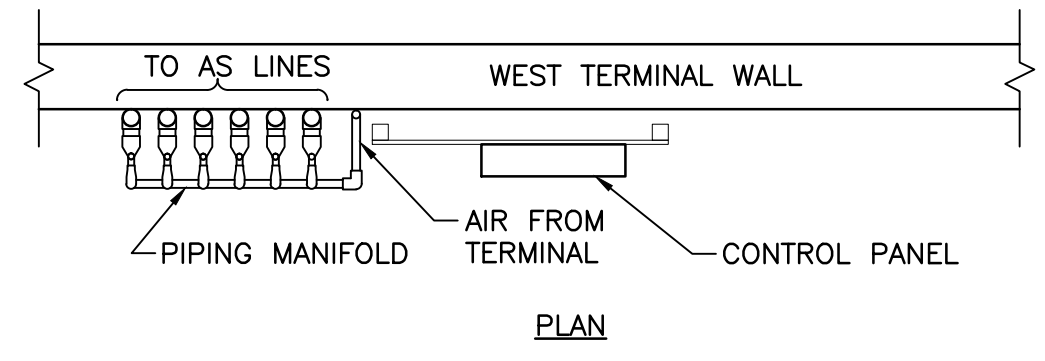 TO AS LINES
WEST TERMINAL WALL
AIR FROM
TERMINAL
PIPING MANIFOLD
CONTROL PANEL
PLAN